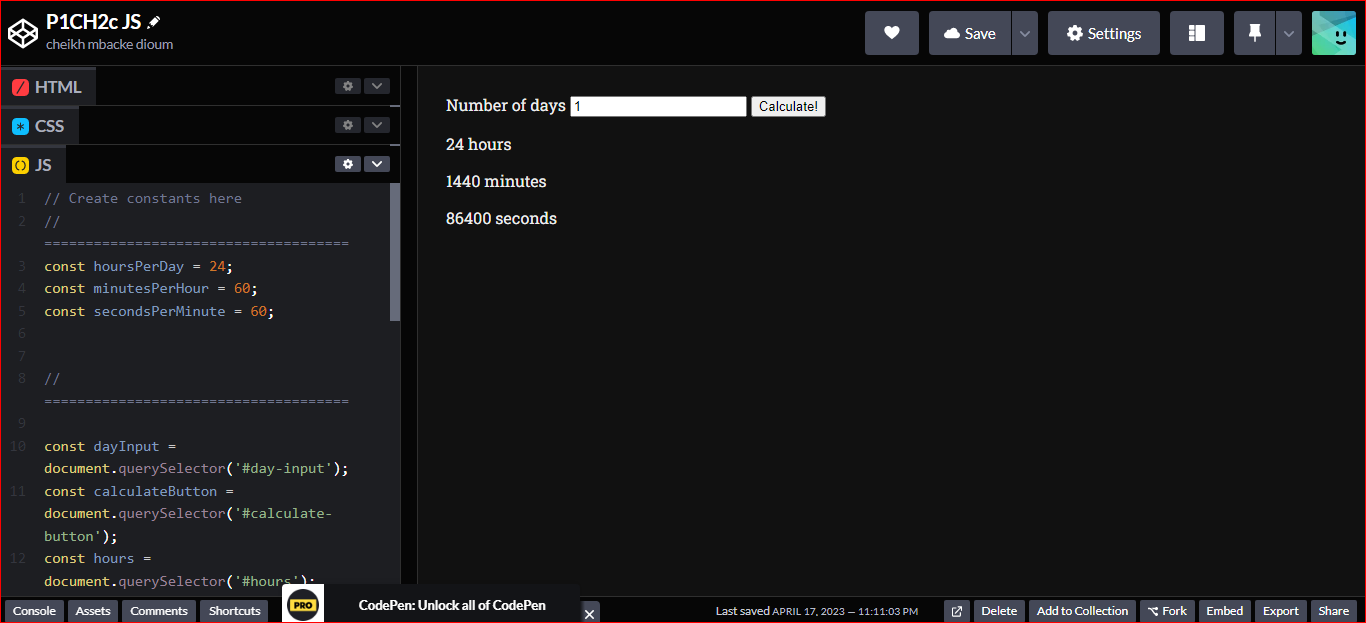 P1CH2c JS
cheikh mbacke dioum
Save
Settings
HTML
CSS
JS
1 // Create constants here
2 //
=====================================
3 const hoursPerDay = 24;
4 const minutesPerHour = 60;
5 const secondsPerMinute = 60;
6
7
8 //
=====================================
9
10 const dayInput =
document.querySelector('#day-input');
11 const calculateButton =
document.querySelector('#calculate-
button');
12 const hours =
document.querySelector('#hours');
Number of days 1 Calculate!
24 hours
1440 minutes
86400 seconds
Console Assets Comments Shortcuts
PRO CodePen: Unlock all of CodePen
Last saved APRIL 17, 2023 — 11:11:03 PM
Delete Add to Collection Fork Embed Export Share